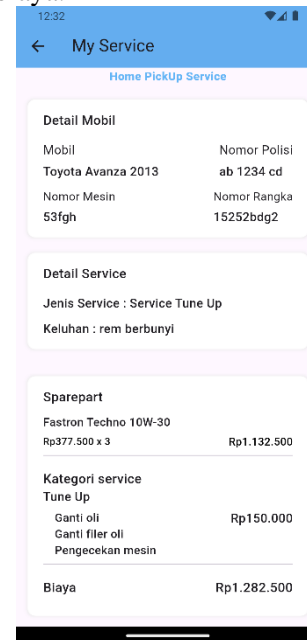 12:32
My Service
Home PickUp Service
Detail Mobil
Mobil Nomor Polisi
Toyota Avanza 2013 ab 1234 cd
Nomor Mesin Nomor Rangka
53fgh 15252bdg2
Detail Service
Jenis Service : Service Tune Up
Keluhan : rem berbunyi
Sparepart
Fastron Techno 10W-30
Rp377.500 x 3 Rp1.132.500
Kategori service
Tune Up
Ganti oli Rp150.000
Ganti filer oli
Pengecekan mesin
Biaya Rp1.282.500